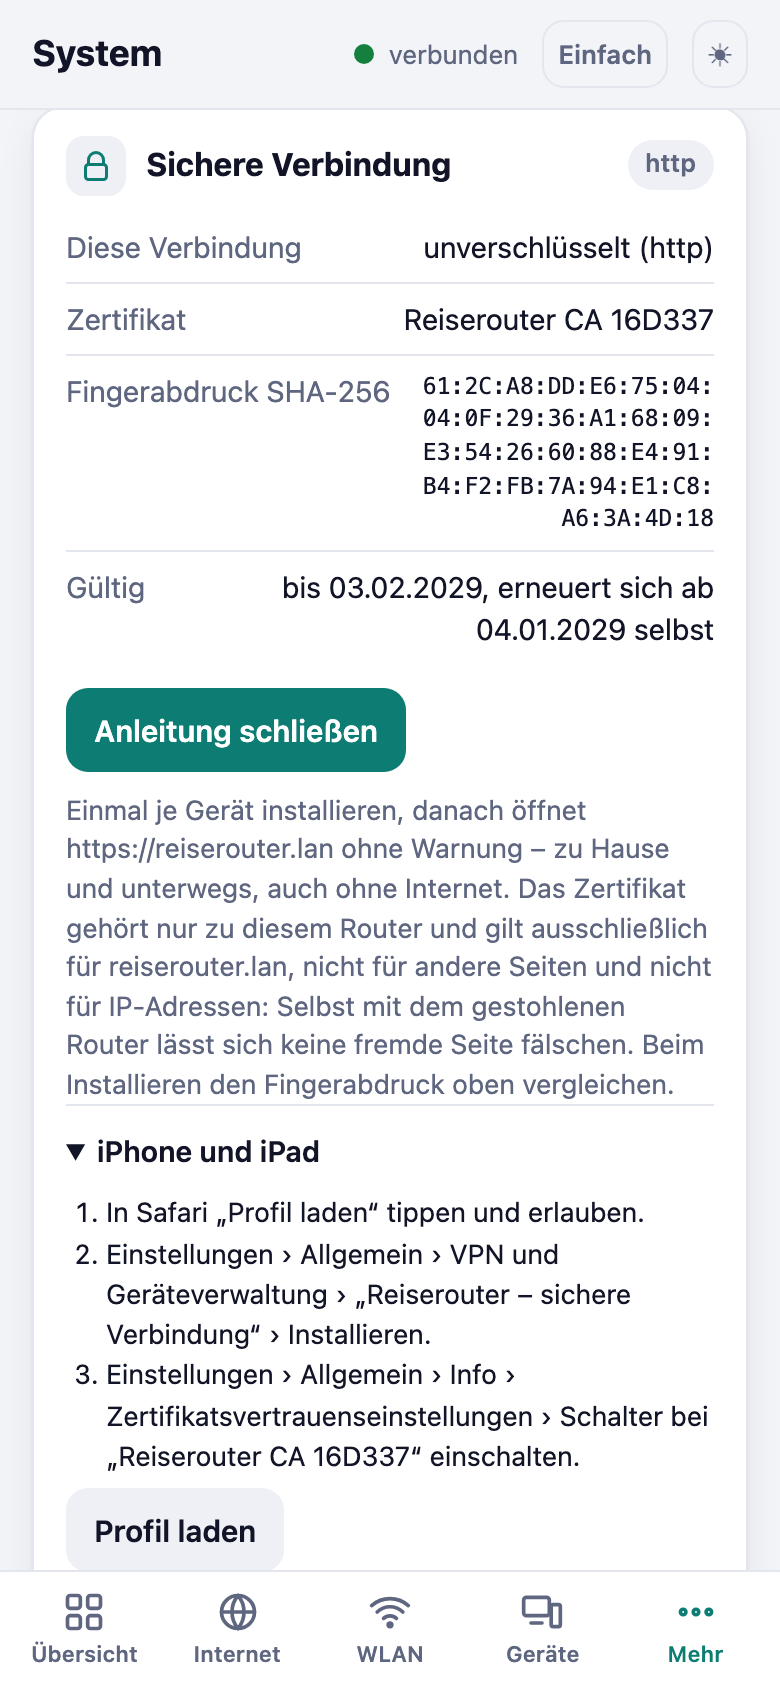 System
verbunden
Einfach
Sichere Verbindung
http
Diese Verbindung
unverschlüsselt (http)
Zertifikat
Reiserouter CA 16D337
Fingerabdruck SHA-256
61:2C:A8:DD:E6:75:04:
04:0F:29:36:A1:68:09:
E3:54:26:60:88:E4:91:
B4:F2:FB:7A:94:E1:C8:
A6:3A:4D:18
Gültig
bis 03.02.2029, erneuert sich ab
04.01.2029 selbst
Anleitung schließen
Einmal je Gerät installieren, danach öffnet
https://reiserouter.lan ohne Warnung – zu Hause
und unterwegs, auch ohne Internet. Das Zertifikat
gehört nur zu diesem Router und gilt ausschließlich
für reiserouter.lan, nicht für andere Seiten und nicht
für IP-Adressen: Selbst mit dem gestohlenen
Router lässt sich keine fremde Seite fälschen. Beim
Installieren den Fingerabdruck oben vergleichen.
iPhone und iPad
1. In Safari „Profil laden“ tippen und erlauben.
2. Einstellungen › Allgemein › VPN und
Geräteverwaltung › „Reiserouter – sichere
Verbindung“ › Installieren.
3. Einstellungen › Allgemein › Info ›
Zertifikatsvertrauenseinstellungen › Schalter bei
„Reiserouter CA 16D337“ einschalten.
Profil laden
Übersicht
Internet
WLAN
Geräte
Mehr